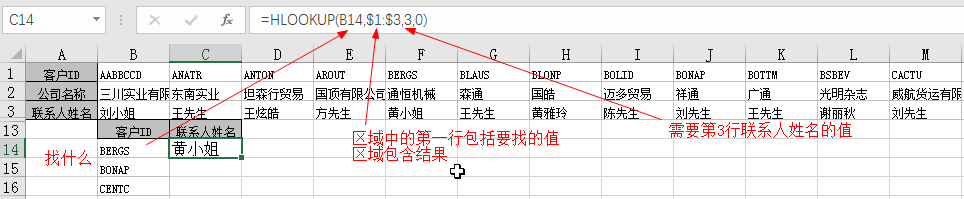 C14 fx =HLOOKUP(B14,$1:$3,3,0)
A B C D E F G H I J K L M
1 客户ID AABBCCD ANATR ANTON AROUT BERGS BLAUS BLONP BOLID BONAP BOTTM BSBEV CACTU
2 公司名称 三川实业有限 东南实业 坦森行贸易 国顶有限公司 通恒机械 森通 国皓 迈多贸易 祥通 广通 光明杂志 威航货运有限
3 联系人姓名 刘小姐 王先生 王炫皓 方先生 黄小姐 王先生 黄雅玲 陈先生 刘先生 王先生 谢丽秋 刘先生
13 客户ID 联系人姓名
区域中的第一行包括要找的值
需要第3行联系人姓名的值
14 BERGS 黄小姐
找什么
区域包含结果
15 BONAP
16 CENTC